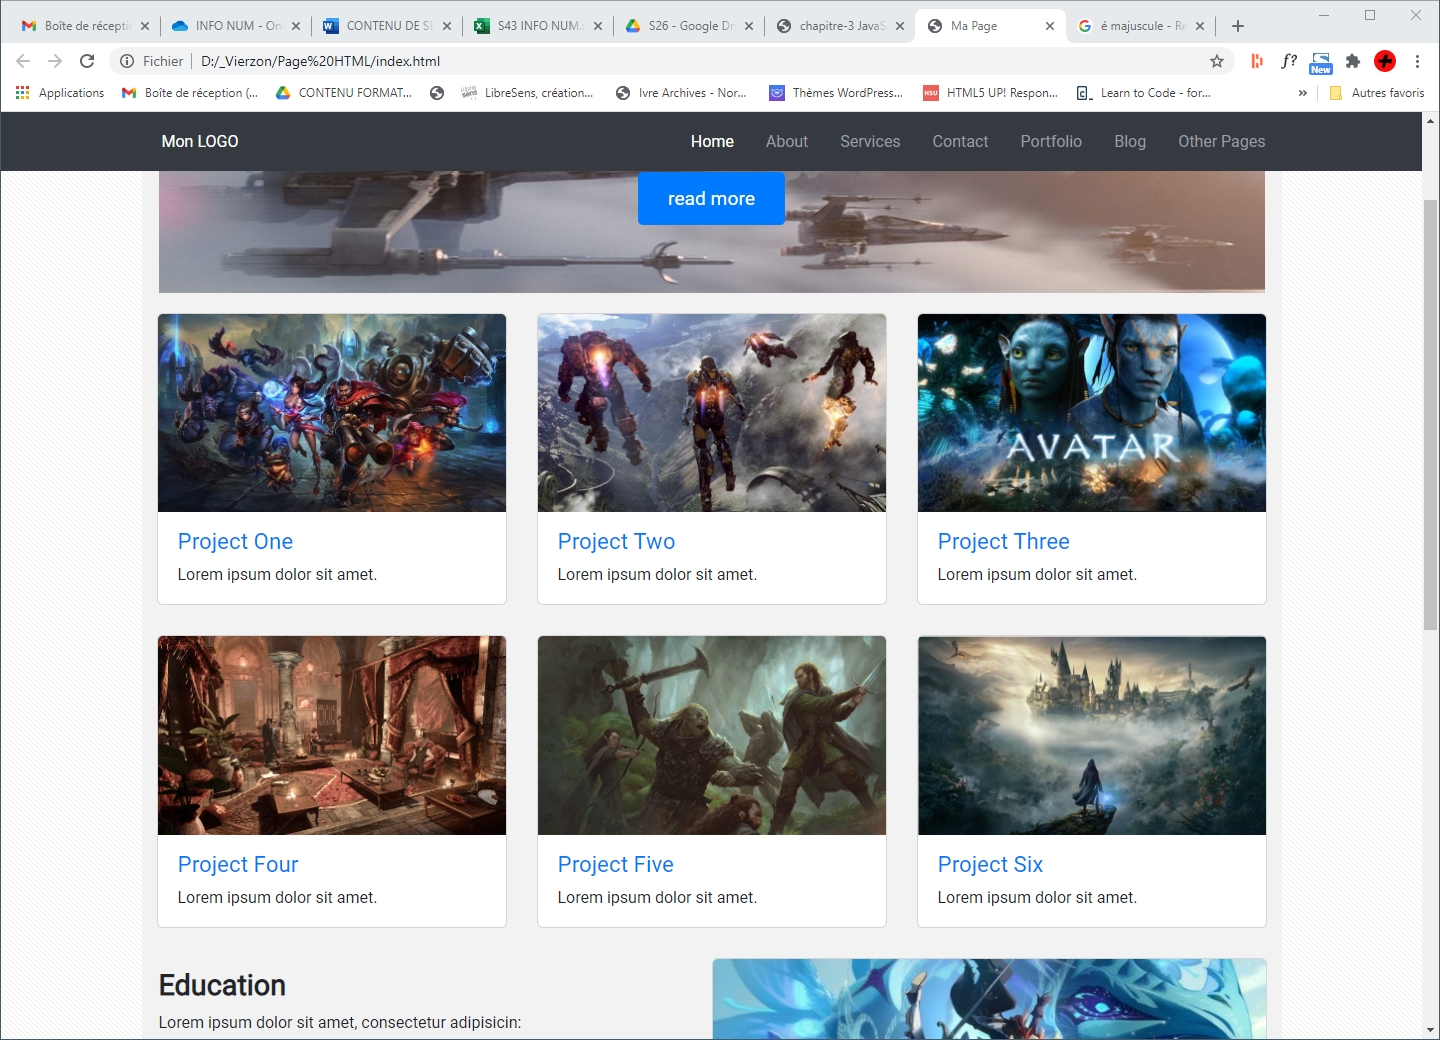 Boîte de réceptio
INFO NUM - On
CONTENU DE SE
S43 INFO NUM.
S26 - Google Dri
chapitre-3 JavaS
Ma Page
é majuscule - Re
Fichier
D:/_Vierzon/Page%20HTML/index.html
f?
New
Applications
Boîte de réception (...
CONTENU FORMAT...
LibreSens, création...
Ivre Archives - Nor...
Thèmes WordPress...
HTML5 UP! Respon...
Learn to Code - for...
»
Autres favoris
Mon LOGO
Home
About
Services
Contact
Portfolio
Blog
Other Pages
read more
AVATAR
Project One
Lorem ipsum dolor sit amet.
Project Two
Lorem ipsum dolor sit amet.
Project Three
Lorem ipsum dolor sit amet.
Project Four
Lorem ipsum dolor sit amet.
Project Five
Lorem ipsum dolor sit amet.
Project Six
Lorem ipsum dolor sit amet.
Education
Lorem ipsum dolor sit amet, consectetur adipisicin: